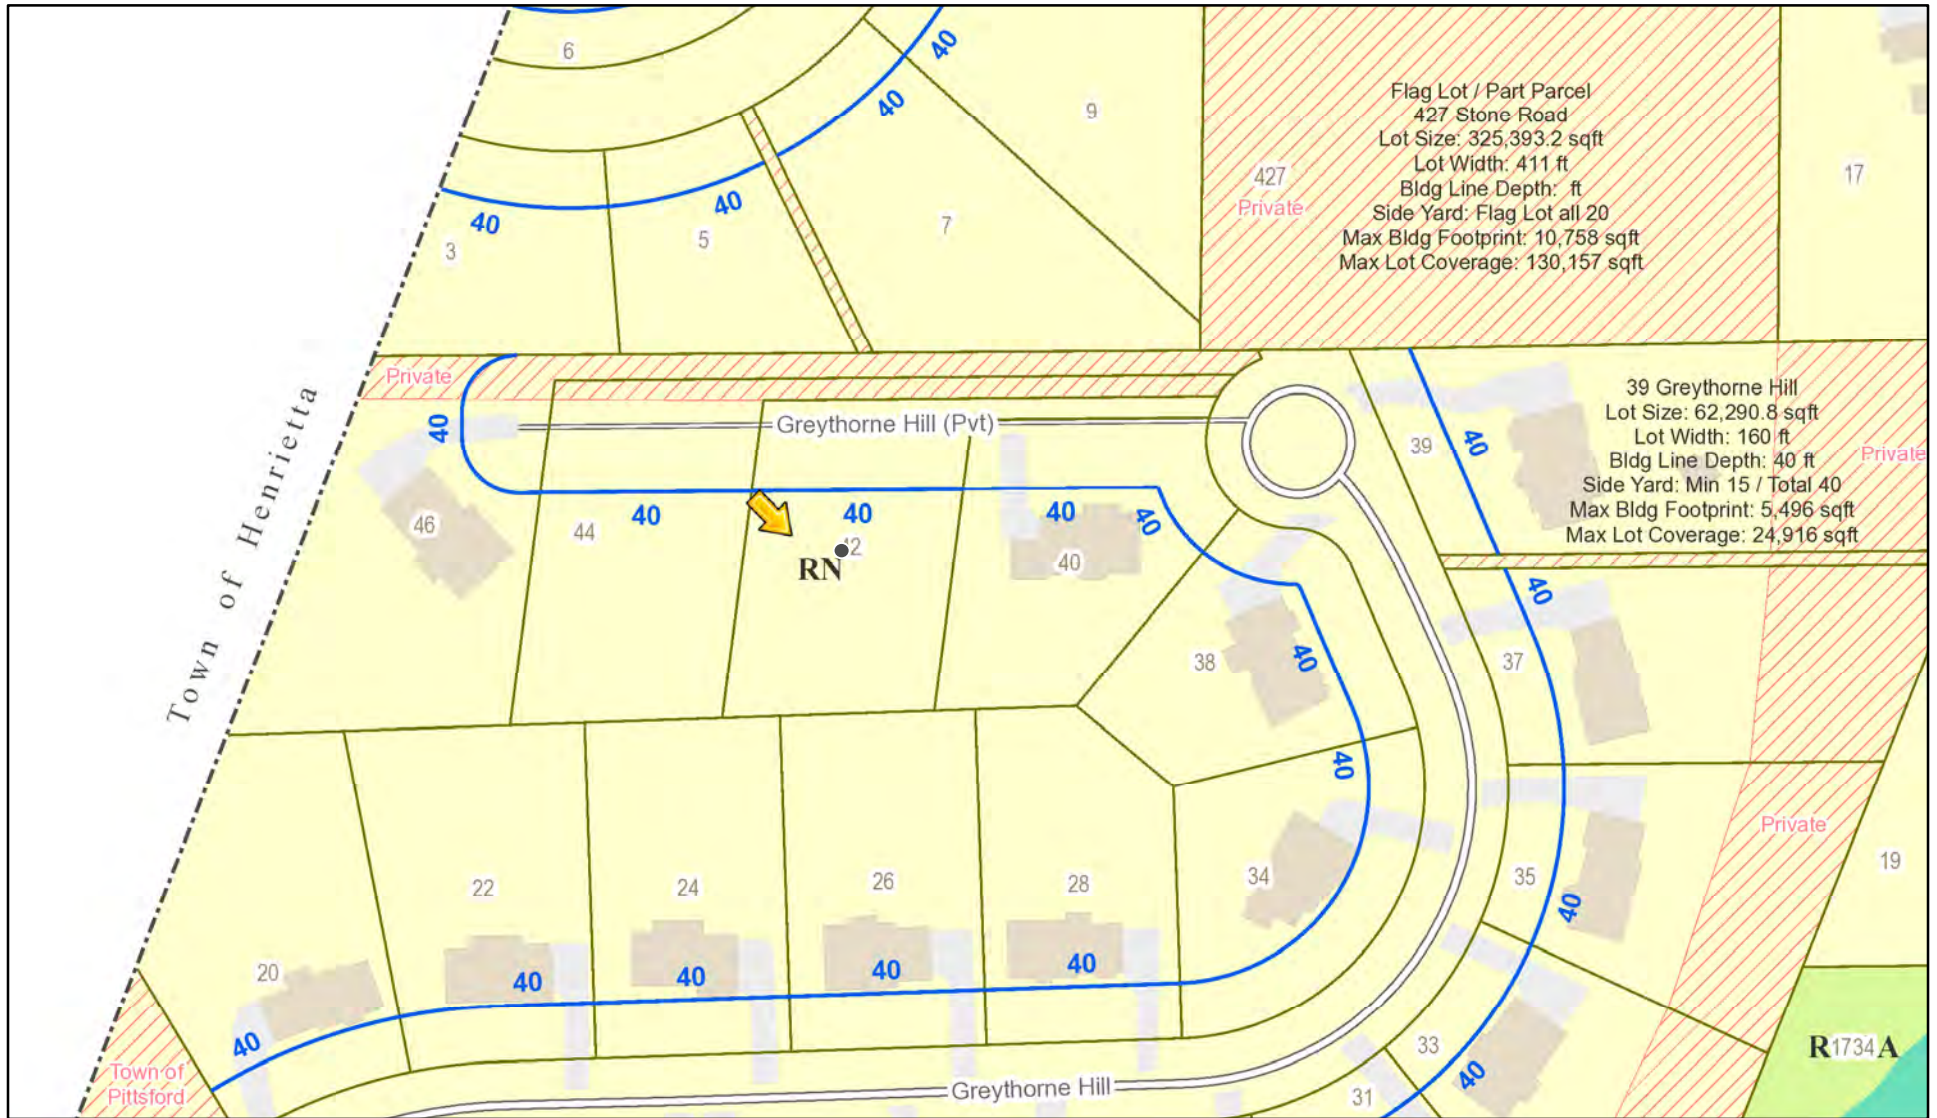 6
40
40
9
Flag Lot / Part Parcel
427 Stone Road
Lot Size: 325,393.2 sqft
Lot Width: 411 ft
Bldg Line Depth: ft
Side Yard: Flag Lot all 20
Max Bldg Footprint: 10,758 sqft
Max Lot Coverage: 130,157 sqft
427
Private
17
40
40
3
5
7
Private
40
Greythorne Hill (Pvt)
39
40
39 Greythorne Hill
Lot Size: 62,290.8 sqft
Lot Width: 160 ft
Bldg Line Depth: 40 ft
Side Yard: Min 15 / Total 40
Max Bldg Footprint: 5,496 sqft
Max Lot Coverage: 24,916 sqft
Private
Town of Henrietta
46
44
40
40
42
RN
40
40
40
40
38
40
37
40
Private
19
22
24
26
28
34
35
40
20
40
40
40
40
40
Town of
Pittsford
Greythorne Hill
33
31
40
R1734A